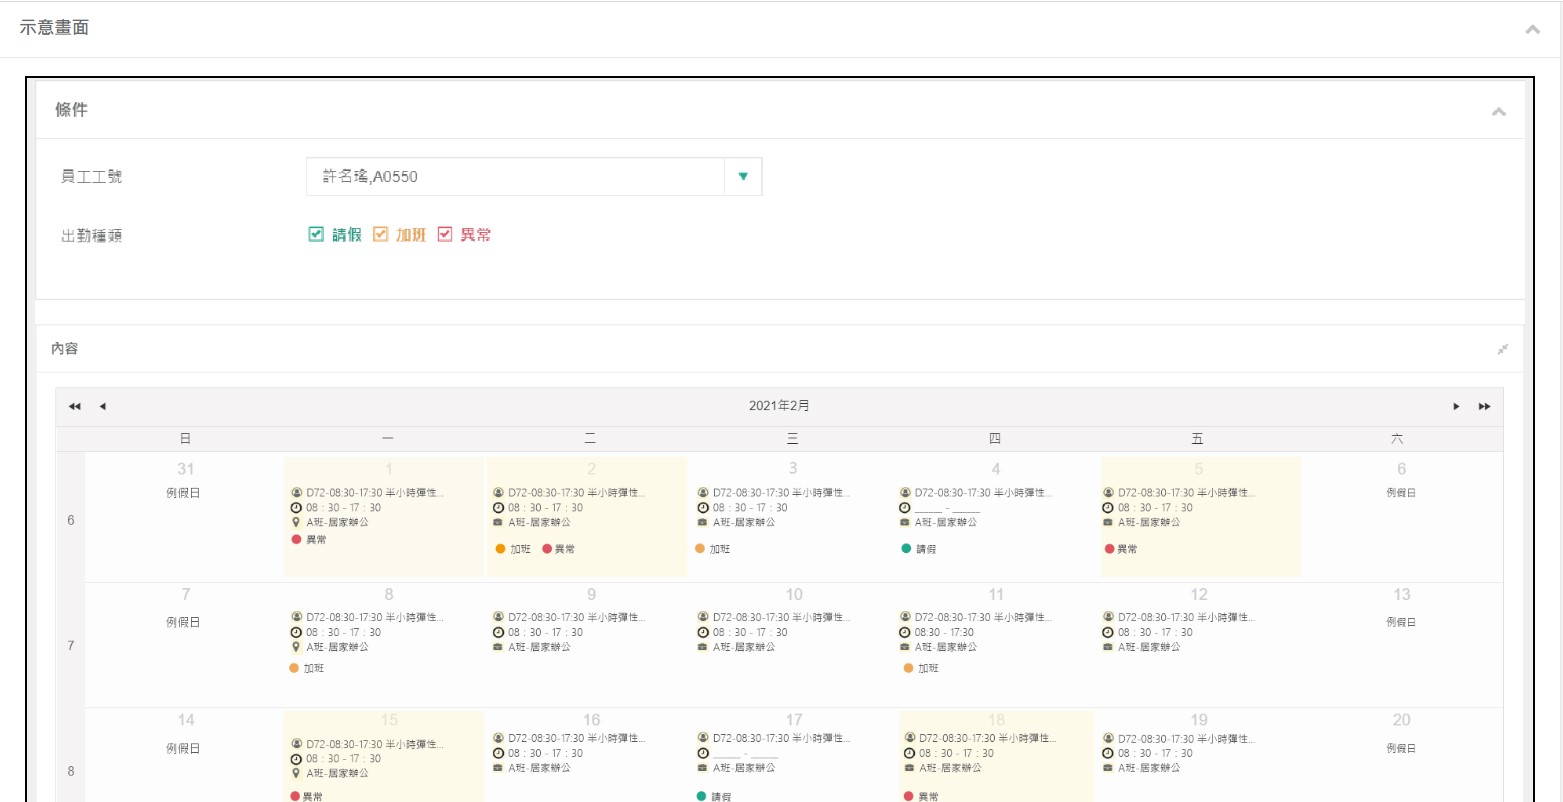 示意畫面
條件
員工工號 許名瑤,A0550
出勤種類 請假 加班 異常
內容
2021年2月
日 一 二 三 四 五 六
31 1 2 3 4 5 6
例假日 D72-08:30-17:30 半小時彈性... D72-08:30-17:30 半小時彈性... D72-08:30-17:30 半小時彈性... D72-08:30-17:30 半小時彈性... D72-08:30-17:30 半小時彈性... 例假日
08 : 30 - 17 : 30 08 : 30 - 17 : 30 08 : 30 - 17 : 30 _____ - _____ 08 : 30 - 17 : 30
6 A班-居家辦公 A班-居家辦公 A班-居家辦公 A班-居家辦公 A班-居家辦公
異常 加班 異常 加班 請假 異常
7 8 9 10 11 12 13
例假日 D72-08:30-17:30 半小時彈性... D72-08:30-17:30 半小時彈性... D72-08:30-17:30 半小時彈性... D72-08:30-17:30 半小時彈性... D72-08:30-17:30 半小時彈性... 例假日
08 : 30 - 17 : 30 08 : 30 - 17 : 30 08 : 30 - 17 : 30 08:30 - 17:30 08 : 30 - 17 : 30
7 A班-居家辦公 A班-居家辦公 A班-居家辦公 A班-居家辦公 A班-居家辦公
加班 加班
14 15 16 17 18 19 20
例假日 D72-08:30-17:30 半小時彈性... D72-08:30-17:30 半小時彈性... D72-08:30-17:30 半小時彈性... D72-08:30-17:30 半小時彈性... D72-08:30-17:30 半小時彈性... 例假日
08 : 30 - 17 : 30 08 : 30 - 17 : 30 _____ - _____ 08 : 30 - 17 : 30 08 : 30 - 17 : 30
8 A班-居家辦公 A班-居家辦公 A班-居家辦公 A班-居家辦公 A班-居家辦公
異常 請假 異常